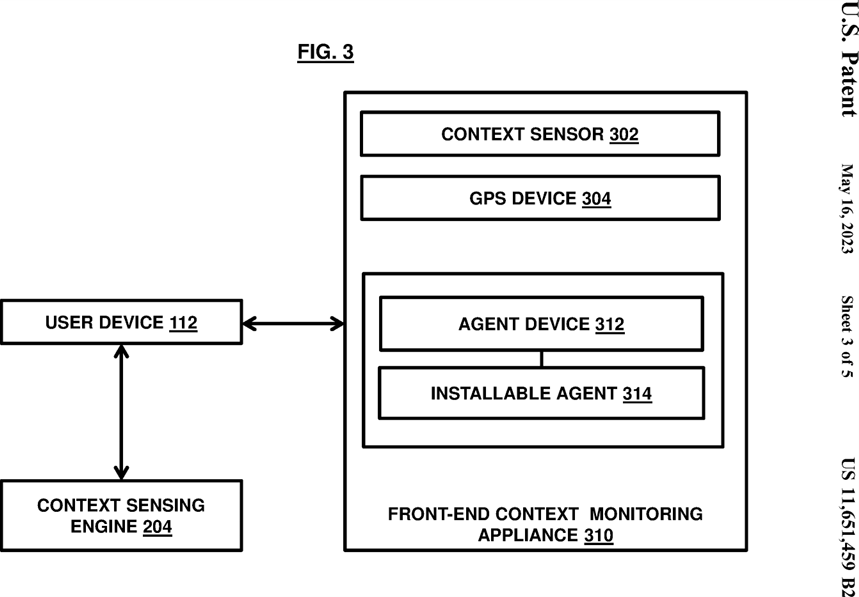 U.S. Patent
May 16, 2023
Sheet 3 of 5
US 11,651,459 B2
FIG. 3
CONTEXT SENSOR 302
GPS DEVICE 304
USER DEVICE 112
AGENT DEVICE 312
INSTALLABLE AGENT 314
CONTEXT SENSING
ENGINE 204
FRONT-END CONTEXT MONITORING
APPLIANCE 310